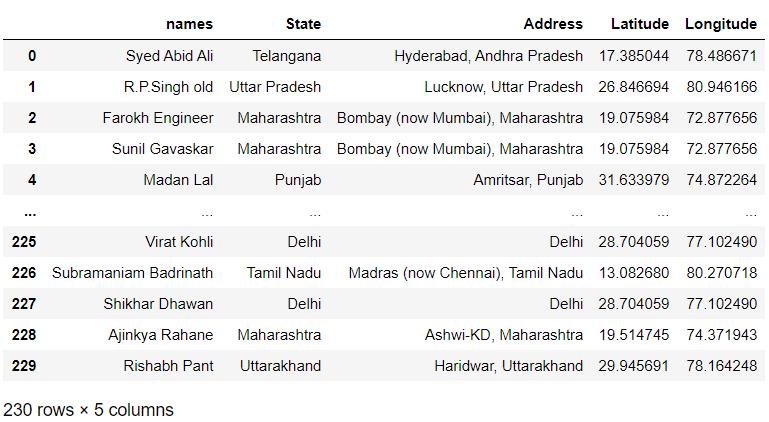 names State Address Latitude Longitude
0 Syed Abid Ali Telangana Hyderabad, Andhra Pradesh 17.385044 78.486671
1 R.P.Singh old Uttar Pradesh Lucknow, Uttar Pradesh 26.846694 80.946166
2 Farokh Engineer Maharashtra Bombay (now Mumbai), Maharashtra 19.075984 72.877656
3 Sunil Gavaskar Maharashtra Bombay (now Mumbai), Maharashtra 19.075984 72.877656
4 Madan Lal Punjab Amritsar, Punjab 31.633979 74.872264
... ... ... ... ... ...
225 Virat Kohli Delhi Delhi 28.704059 77.102490
226 Subramaniam Badrinath Tamil Nadu Madras (now Chennai), Tamil Nadu 13.082680 80.270718
227 Shikhar Dhawan Delhi Delhi 28.704059 77.102490
228 Ajinkya Rahane Maharashtra Ashwi-KD, Maharashtra 19.514745 74.371943
229 Rishabh Pant Uttarakhand Haridwar, Uttarakhand 29.945691 78.164248
230 rows × 5 columns